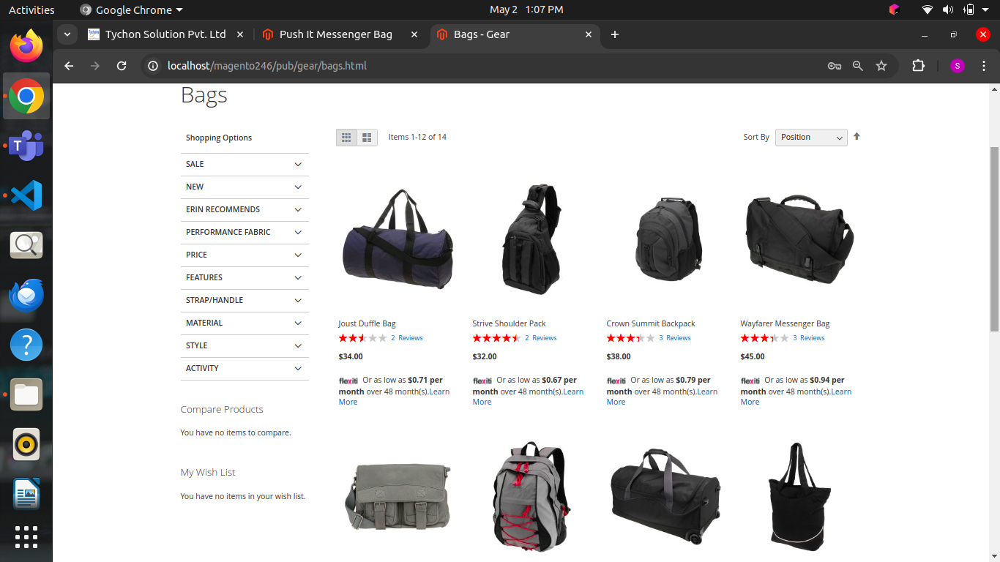 Activities
Google Chrome
May 2 1:07 PM
Tychon Solution Pvt. Ltd
Push It Messenger Bag
Bags - Gear
localhost/magento246/pub/gear/bags.html
S
Bags
Shopping Options
SALE
NEW
ERIN RECOMMENDS
PERFORMANCE FABRIC
PRICE
FEATURES
STRAP/HANDLE
MATERIAL
STYLE
ACTIVITY
Compare Products
You have no items to compare.
My Wish List
You have no items in your wish list.
Items 1-12 of 14
Sort By Position
Joust Duffle Bag
2 Reviews
$34.00
flexiti Or as low as $0.71 per
month over 48 month(s).Learn
More
Strive Shoulder Pack
2 Reviews
$32.00
flexiti Or as low as $0.67 per
month over 48 month(s).Learn
More
Crown Summit Backpack
3 Reviews
$38.00
flexiti Or as low as $0.79 per
month over 48 month(s).Learn
More
Wayfarer Messenger Bag
3 Reviews
$45.00
flexiti Or as low as $0.94 per
month over 48 month(s).Learn
More